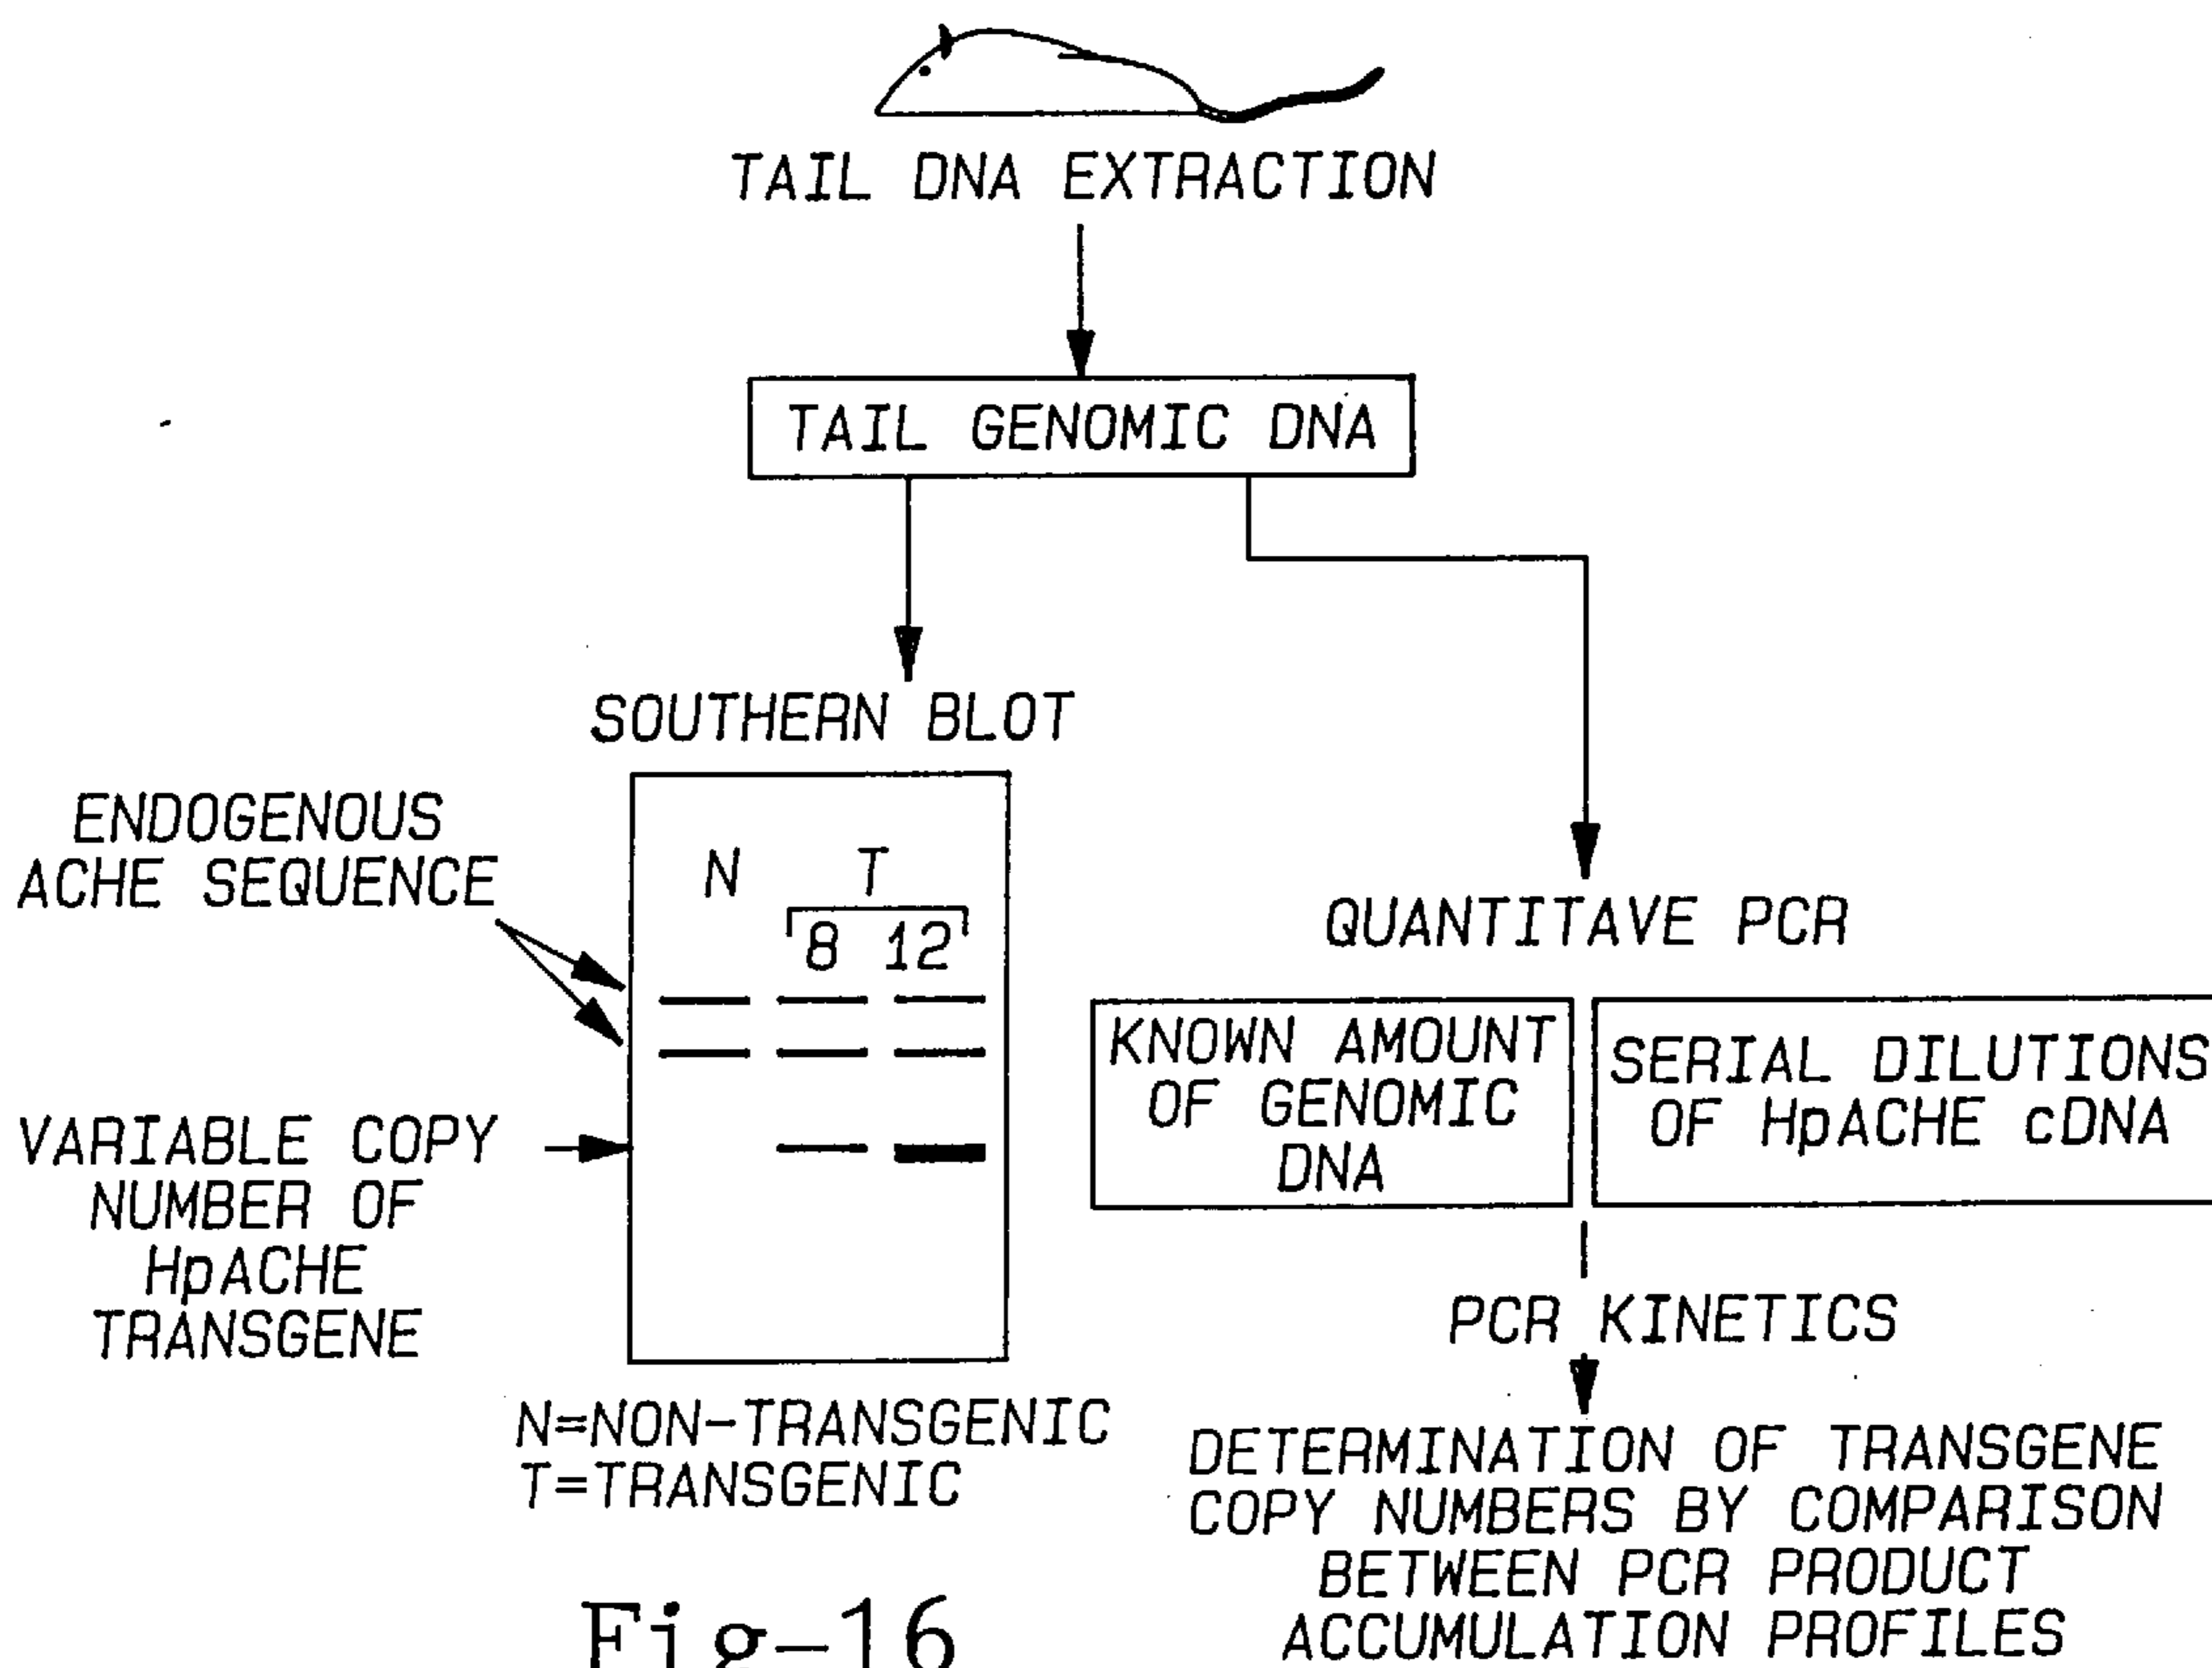 TAIL DNA EXTRACTION
TAIL GENOMIC DNA
SOUTHERN BLOT
ENDOGENOUS
ACHE SEQUENCE
N T
8 12
VARIABLE COPY
NUMBER OF
HpACHE
TRANSGENE
N=NON-TRANSGENIC
T=TRANSGENIC
QUANTITAVE PCR
KNOWN AMOUNT
OF GENOMIC
DNA
SERIAL DILUTIONS
OF HpACHE cDNA
PCR KINETICS
DETERMINATION OF TRANSGENE
COPY NUMBERS BY COMPARISON
BETWEEN PCR PRODUCT
ACCUMULATION PROFILES
Fig-16